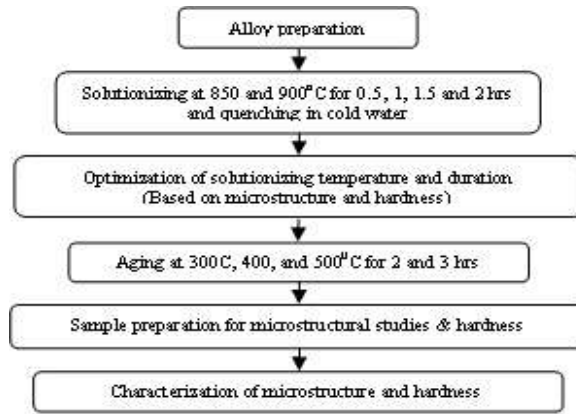 Alloy preparation
Solutionizing at 850 and 900°C for 0.5, 1, 1.5 and 2 hrs
and quenching in cold water
Optimization of solutionizing temperature and duration
(Based on microstructure and hardness)
Aging at 300C, 400, and 500°C for 2 and 3 hrs
Sample preparation for microstructural studies & hardness
Characterization of microstructure and hardness